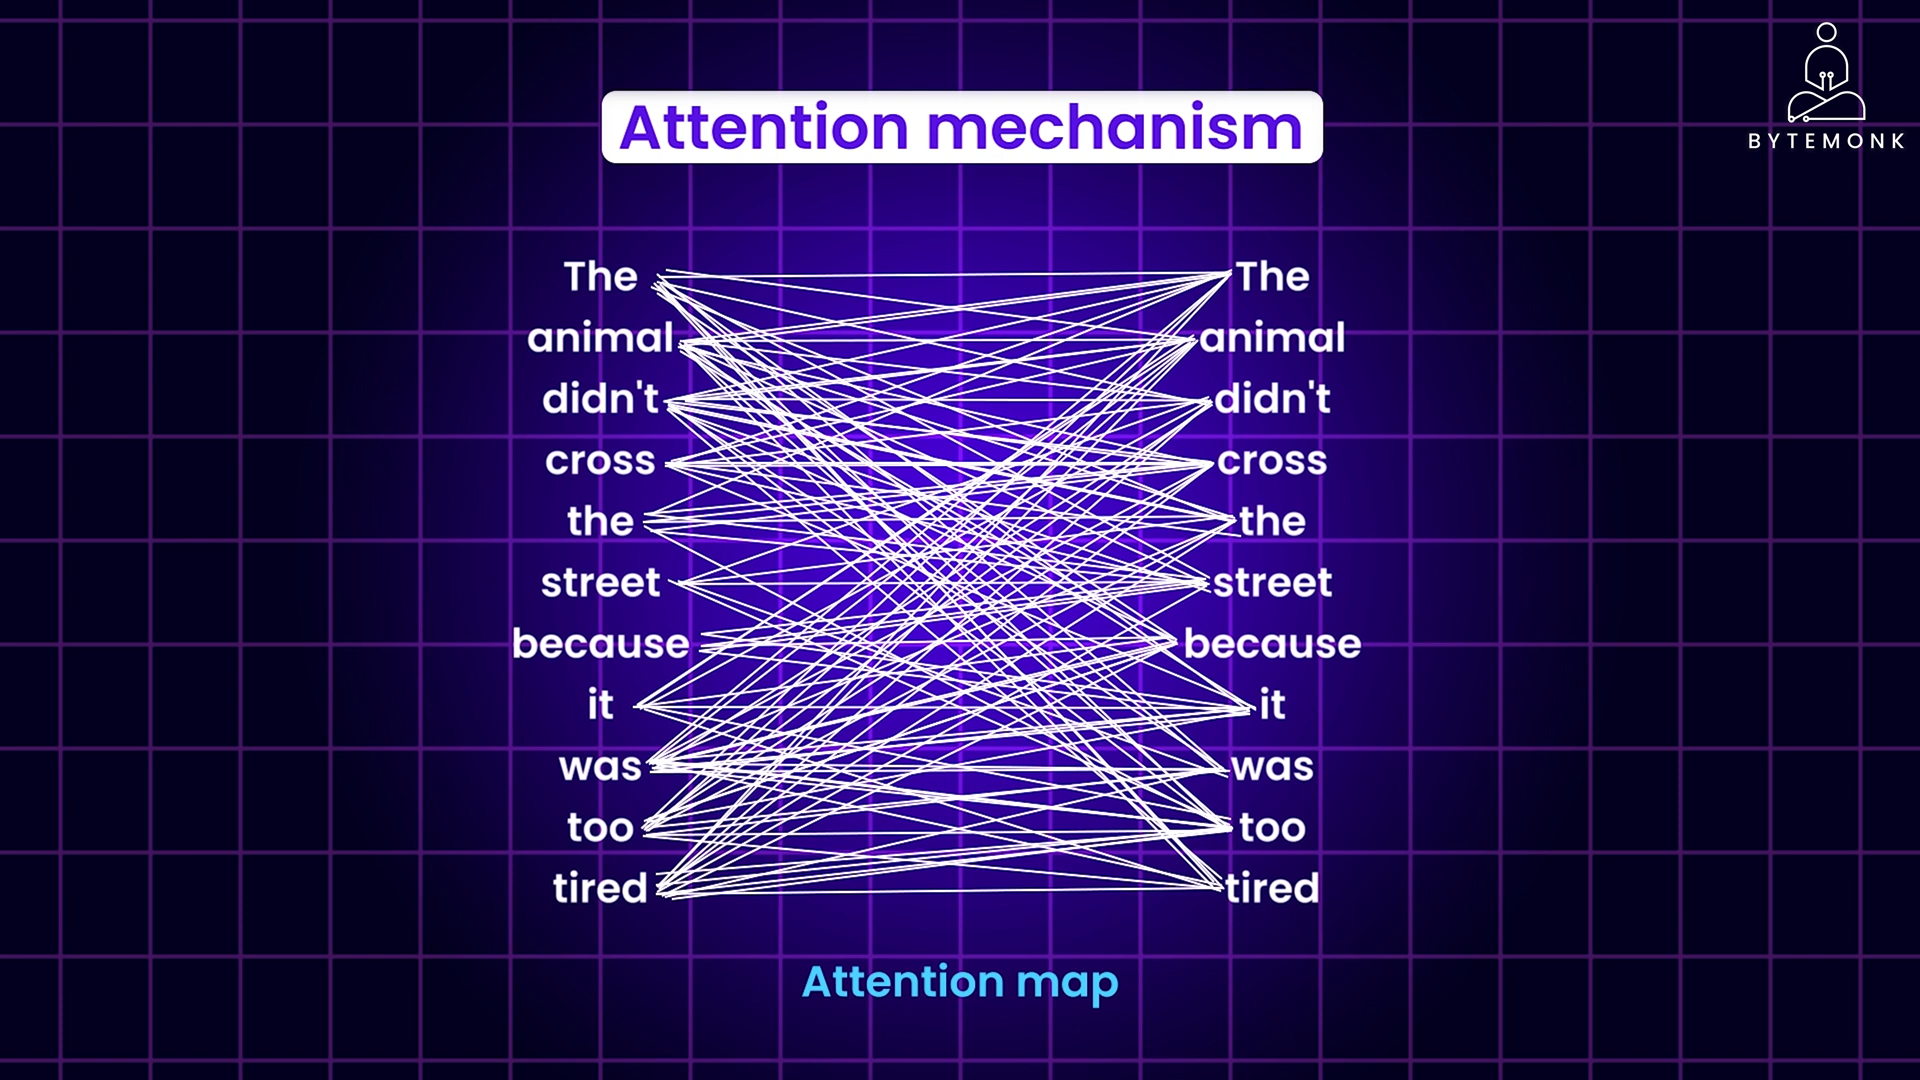 Attention mechanism
BYTEMONK
The The
animal animal
didn't didn't
cross cross
the the
street street
because because
it it
was was
too too
tired tired
Attention map